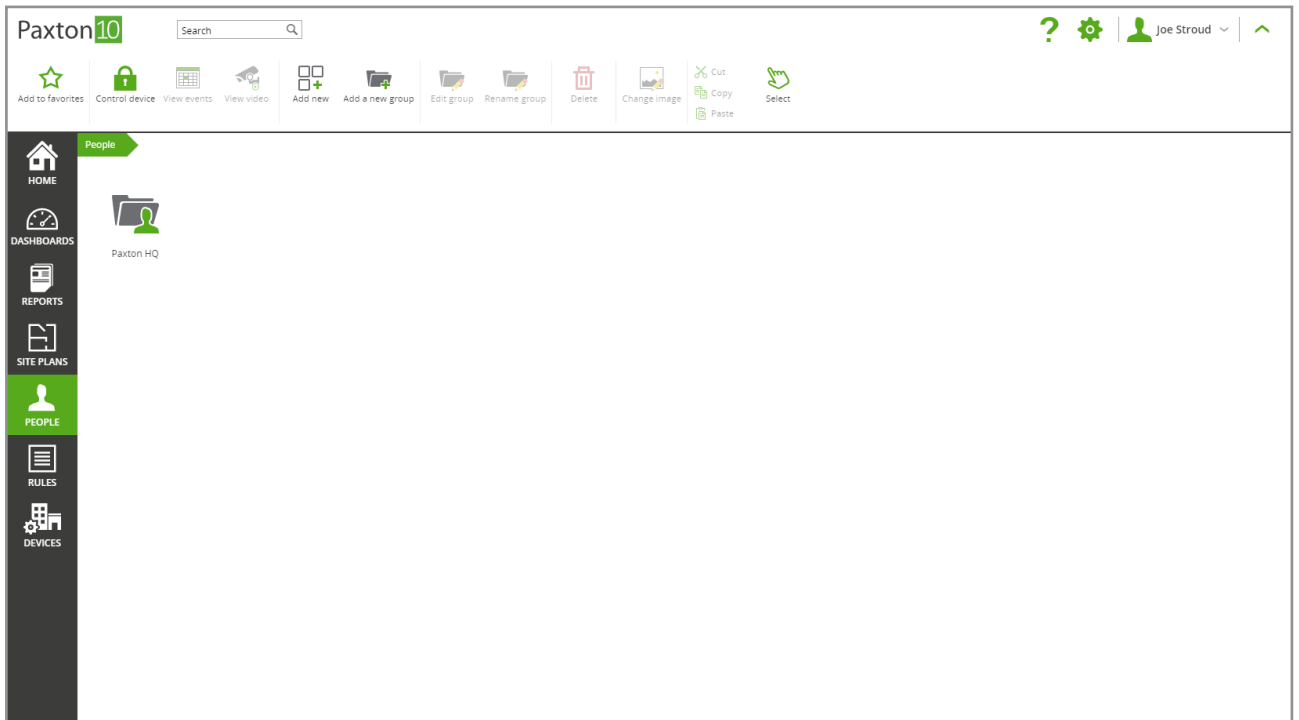 Paxton 10
Search
Joe Stroud
Add to favorites
Control device
View events
View video
Add new
Add a new group
Edit group
Rename group
Delete
Change image
Cut
Copy
Paste
Select
People
HOME
DASHBOARDS
REPORTS
SITE PLANS
PEOPLE
RULES
DEVICES
Paxton HQ